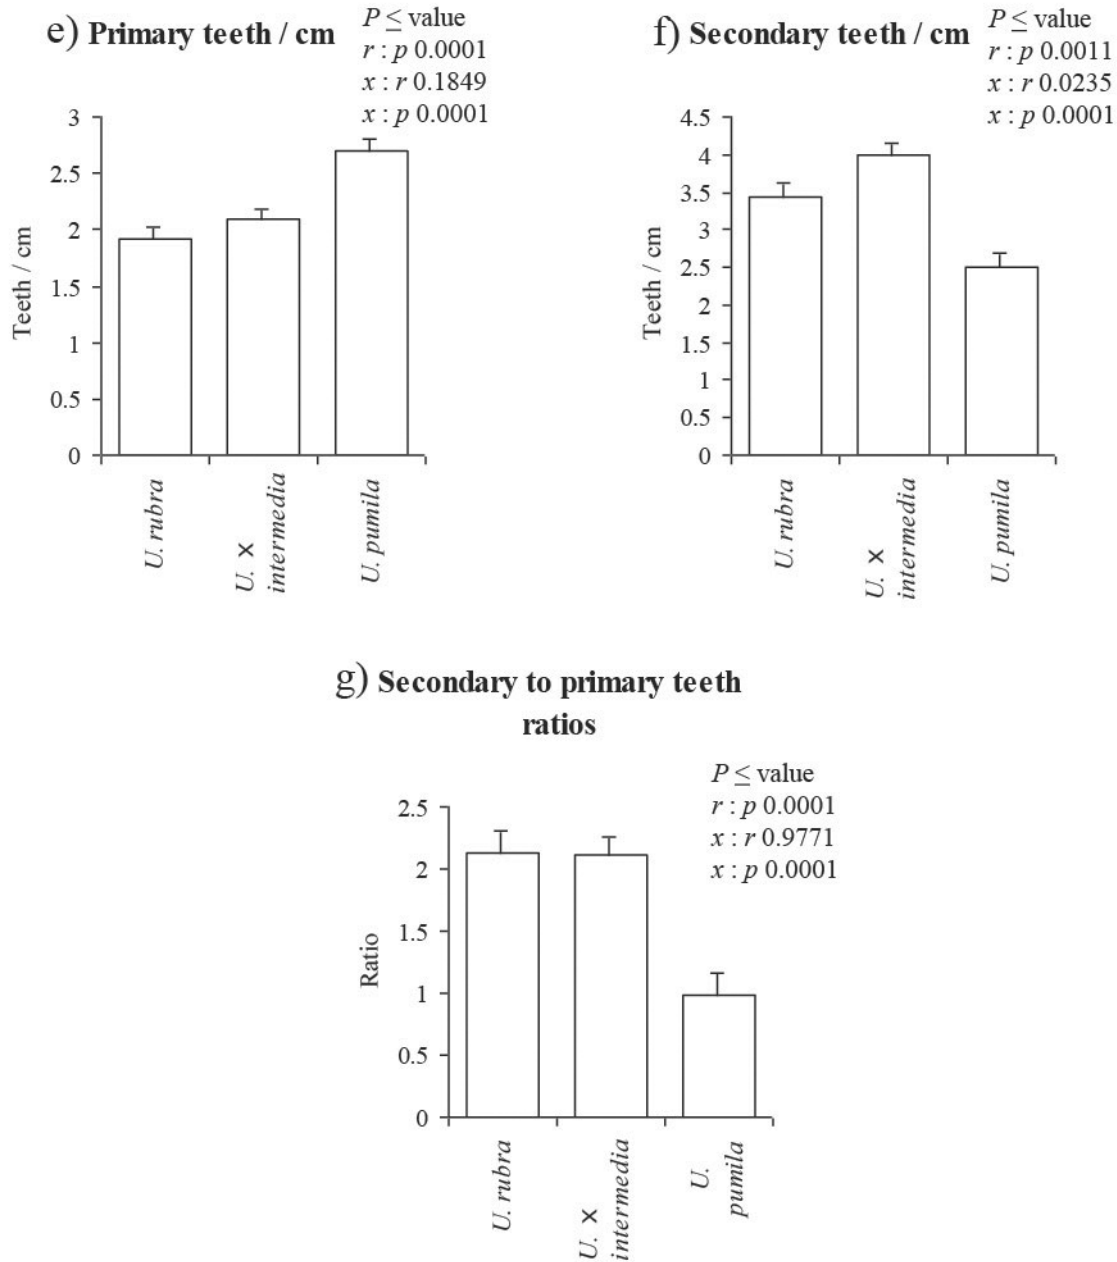 e) Primary teeth / cm
P ≤ value
r : p 0.0001
x : r 0.1849
x : p 0.0001
3
2.5
2
1.5
1
0.5
0
Teeth / cm
U. rubra
U. ×
intermedia
U. pumila
f) Secondary teeth / cm
P ≤ value
r : p 0.0011
x : r 0.0235
x : p 0.0001
4.5
4
3.5
3
2.5
2
1.5
1
0.5
0
Teeth / cm
U. rubra
U. ×
intermedia
U. pumila
g) Secondary to primary teeth
ratios
P ≤ value
r : p 0.0001
x : r 0.9771
x : p 0.0001
2.5
2
1.5
1
0.5
0
Ratio
U. rubra
U. ×
intermedia
U.
pumila